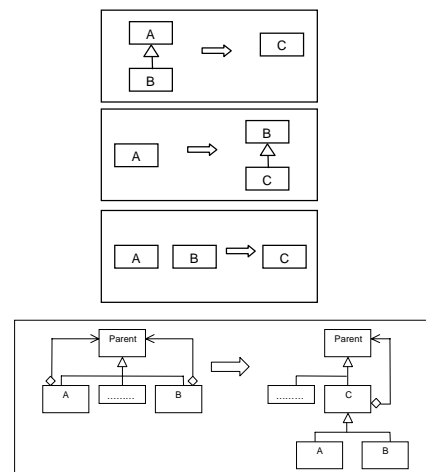 A
C
B
B
A
C
A B C
Parent Parent
A ......... B
......... C
A B